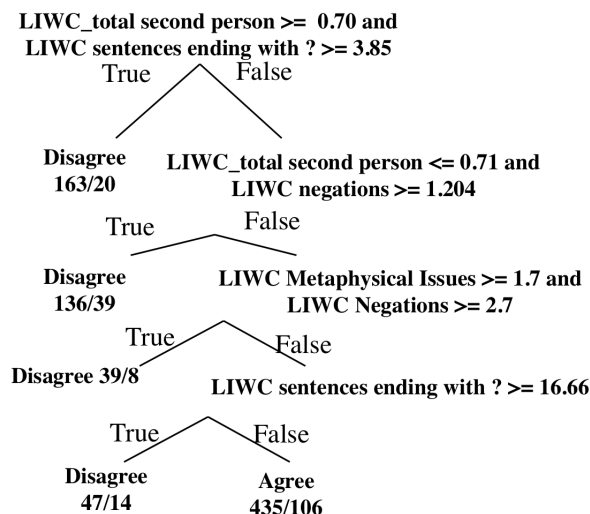 LIWC_total second person >= 0.70 and
LIWC sentences ending with ? >= 3.85
True
False
Disagree
163/20
LIWC_total second person <= 0.71 and
LIWC negations >= 1.204
True
False
Disagree
136/39
LIWC Metaphysical Issues >= 1.7 and
LIWC Negations >= 2.7
True
False
Disagree 39/8
LIWC sentences ending with ? >= 16.66
True
False
Disagree
47/14
Agree
435/106